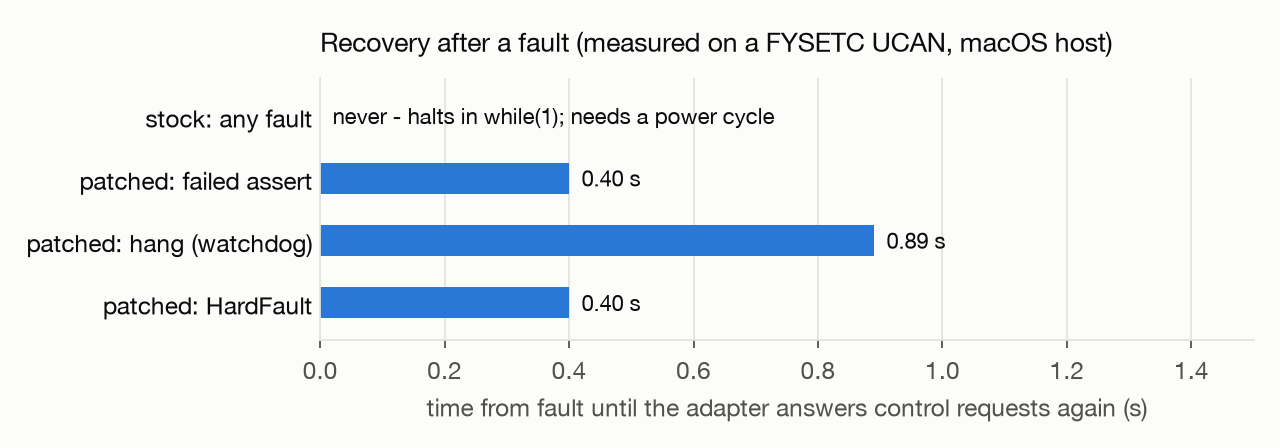 Recovery after a fault (measured on a FYSETC UCAN, macOS host)
stock: any fault never - halts in while(1); needs a power cycle
patched: failed assert 0.40 s
patched: hang (watchdog) 0.89 s
patched: HardFault 0.40 s
0.0 0.2 0.4 0.6 0.8 1.0 1.2 1.4
time from fault until the adapter answers control requests again (s)